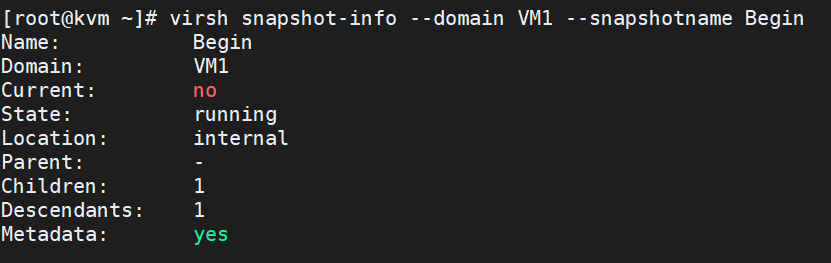 [root@kvm ~]# virsh snapshot-info --domain VM1 --snapshotname Begin
Name:           Begin
Domain:         VM1
Current:        no
State:          running
Location:       internal
Parent:         -
Children:       1
Descendants:    1
Metadata:       yes